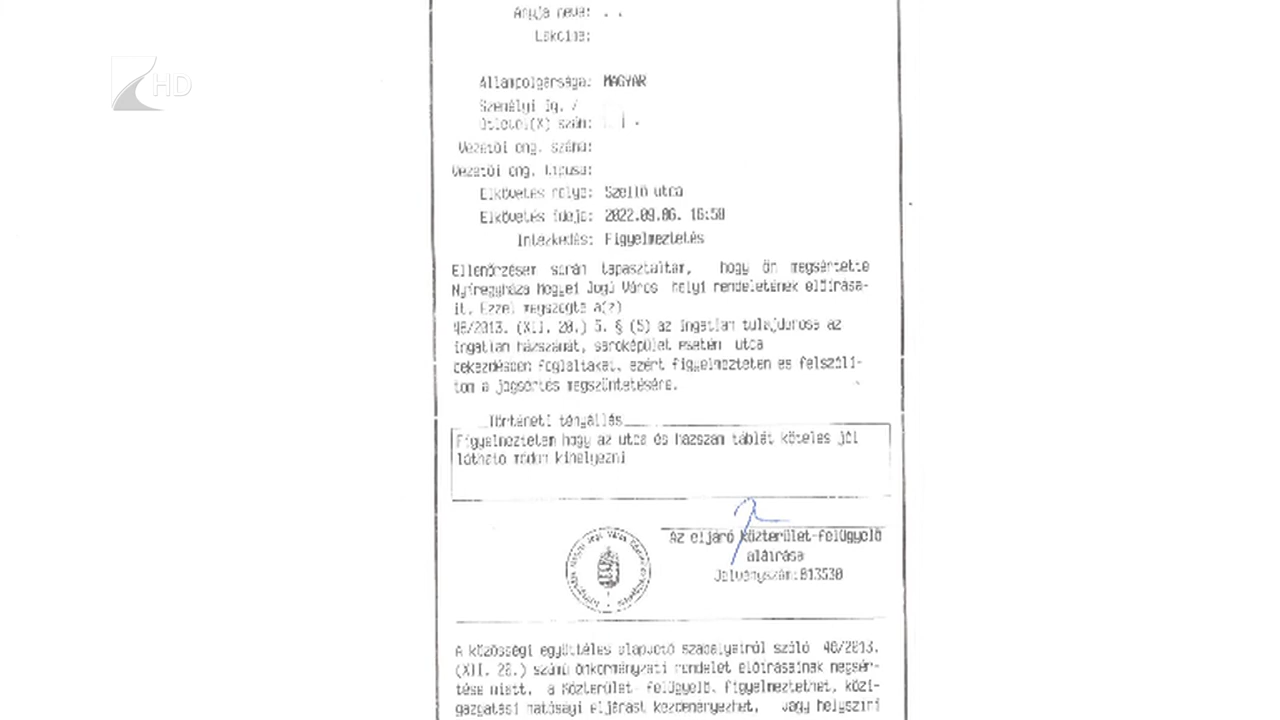 Anyja neve: . .
Lakcíme:
HD
Állampolgársága: MAGYAR
Személyi ig. /
Útlevél(X) szám:
Vezetői eng. száma:
Vezetői eng. típusa:
Elkövetés helye: Szellő utca
Elkövetés ideje: 2022.09.06. 16:50
Intézkedés: Figyelmeztetés
Ellenőrzésem során tapasztaltam, hogy ön megsértette
Nyíregyháza Megyei Jogú Város helyi rendeletének előírása-
it. Ezzel megszegte a(z)
40/2013. (XII. 20.) 5. § (5) az ingatlan tulajdonosa az
ingatlan házszámát, saroképület esetén utca
bekezdésben foglaltakat, ezért figyelmeztetem és felszólí-
tom a jogsértés megszüntetésére.
Történeti tényállás
Figyelmeztetem hogy az utca és házszám táblát köteles jól
látható módon kihelyezni
Az eljáró közterület-felügyelő
aláírása
Jelvényszám:013530
A közösségi együttélés alapvető szabályairól szóló 40/2013.
(XII. 20.) számú önkormányzati rendelet előírásainak megsér-
tése miatt, a Közterület- felügyelő, figyelmeztethet, közi-
gazgatási hatósági eljárást kezdeményezhet, vagy helyszíni